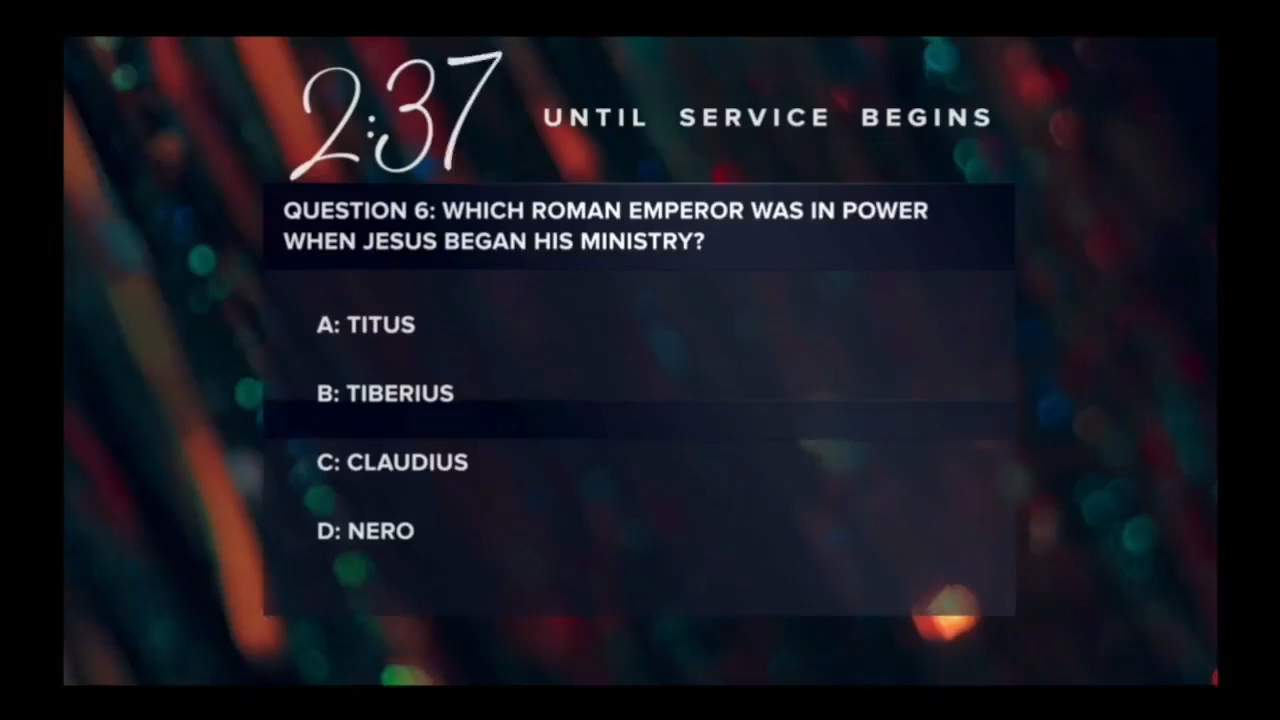 2:37
UNTIL SERVICE BEGINS
QUESTION 6: WHICH ROMAN EMPEROR WAS IN POWER
WHEN JESUS BEGAN HIS MINISTRY?
A: TITUS
B: TIBERIUS
C: CLAUDIUS
D: NERO